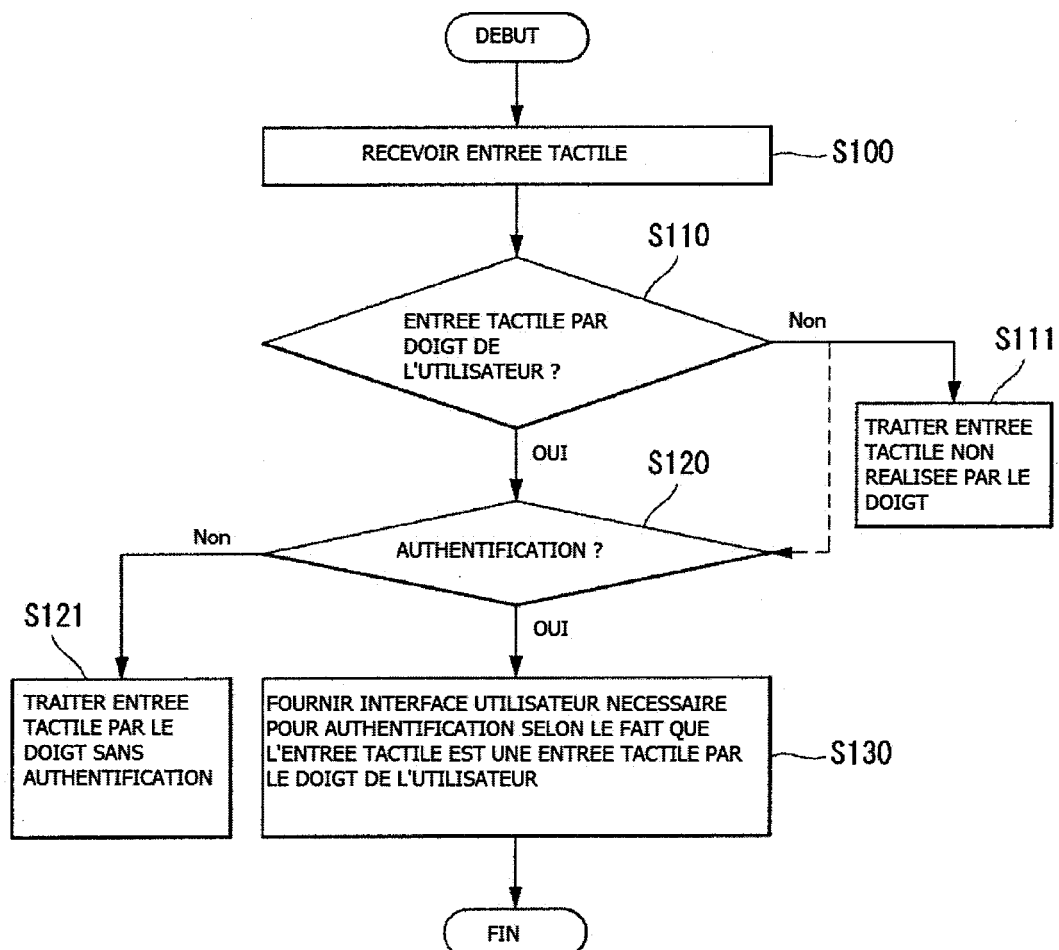 DEBUT
RECEVOIR ENTREE TACTILE
S100
S110
ENTREE TACTILE PAR
DOIGT DE
L'UTILISATEUR ?
Non
S111
TRAITER ENTREE
TACTILE NON
REALISEE PAR LE
DOIGT
OUI
S120
AUTHENTIFICATION ?
Non
S121
OUI
TRAITER ENTREE
TACTILE PAR LE
DOIGT SANS
AUTHENTIFICATION
FOURNIR INTERFACE UTILISATEUR NECESSAIRE
POUR AUTHENTIFICATION SELON LE FAIT QUE
L'ENTREE TACTILE EST UNE ENTREE TACTILE PAR
LE DOIGT DE L'UTILISATEUR
S130
FIN